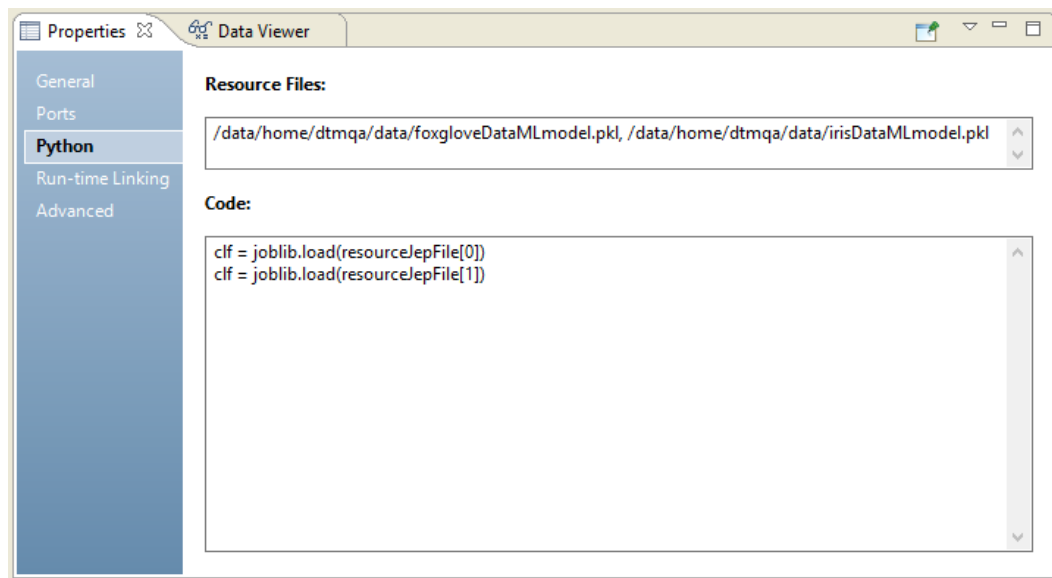 Properties
Data Viewer
General
Ports
Python
Run-time Linking
Advanced
Resource Files:
/data/home/dtmqa/data/foxgloveDataMLmodel.pkl, /data/home/dtmqa/data/irisDataMLmodel.pkl
Code:
clf = joblib.load(resourceJepFile[0])
clf = joblib.load(resourceJepFile[1])